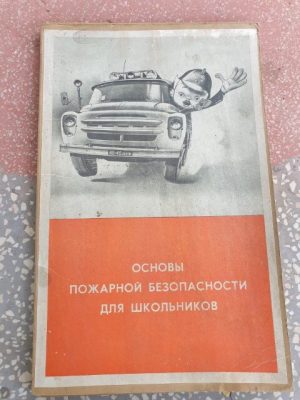 ОСНОВЫ
ПОЖАРНОЙ БЕЗОПАСНОСТИ
ДЛЯ ШКОЛЬНИКОВ